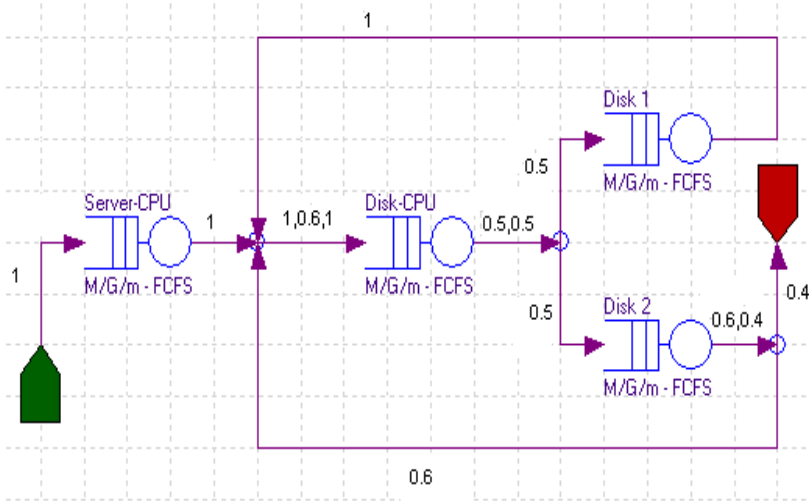 1
Disk 1
M/G/m - FCFS
0.5
Server-CPU
1
1,0.6,1
Disk-CPU
0.5,0.5
M/G/m - FCFS
M/G/m - FCFS
1
0.5
Disk 2
0.6,0.4
0.4
M/G/m - FCFS
0.6